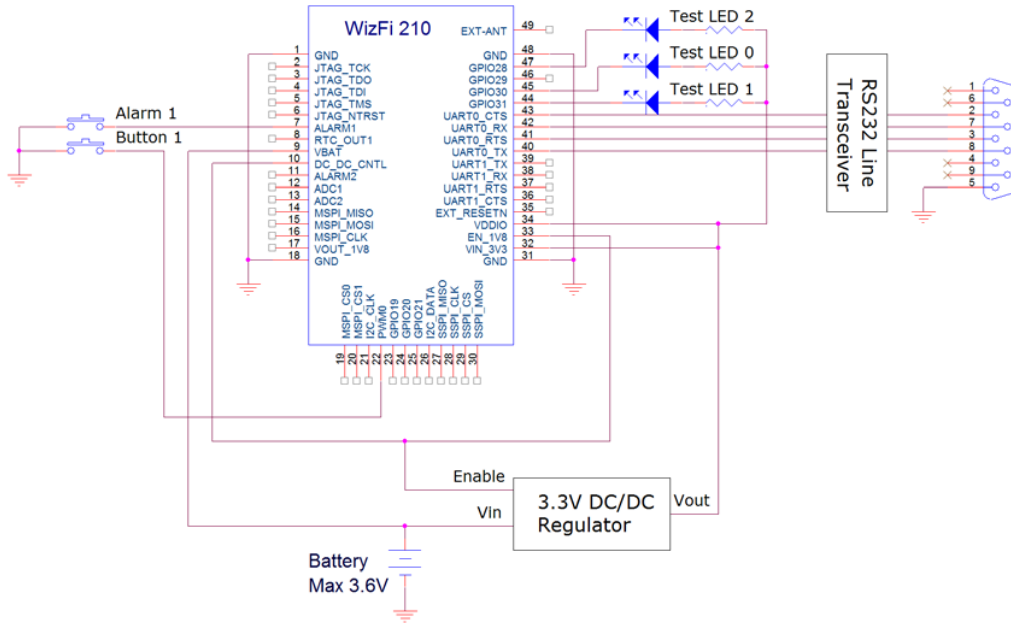 WizFi 210
1 GND
2 JTAG_TCK
3 JTAG_TDO
4 JTAG_TDI
5 JTAG_TMS
6 JTAG_NTRST
7 ALARM1
8 RTC_OUT1
9 VBAT
10 DC_DC_CNTL
11 ALARM2
12 ADC1
13 ADC2
14 MSPI_MISO
15 MSPI_MOSI
16 MSPI_CLK
17 VOUT_1V8
18 GND
EXT-ANT 49
GND 48
GPIO28 47
GPIO29 46
GPIO30 45
GPIO31 44
UART0_CTS 43
UART0_RX 42
UART0_RTS 41
UART0_TX 40
UART1_TX 39
UART1_RX 38
UART1_RTS 37
UART1_CTS 36
EXT_RESETN 35
VDDIO 34
EN_1V8 33
VIN_3V3 32
GND 31
MSPI_CS0 19
MSPI_CS1 20
I2C_CLK 21
PWM0 22
GPIO19 23
GPIO20 24
GPIO21 25
I2C_DATA 26
SSPI_MISO 27
SSPI_CLK 28
SSPI_CS 29
SSPI_MOSI 30
Alarm 1
Button 1
Test LED 2
Test LED 0
Test LED 1
RS232 Line
Transceiver
1
6
2
7
3
8
4
9
5
Enable
Vin
3.3V DC/DC
Regulator
Vout
Battery
Max 3.6V